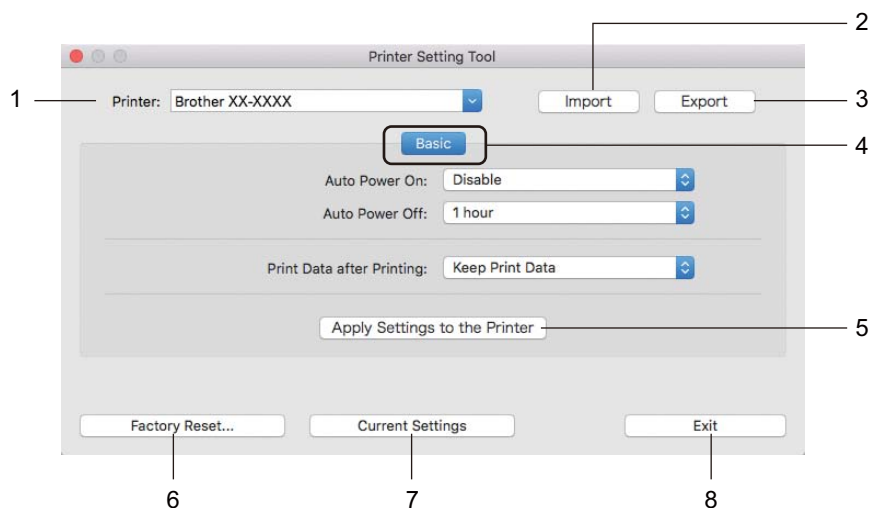 2
Printer Setting Tool
1 Printer: Brother XX-XXXX Import Export 3
Basic 4
Auto Power On: Disable
Auto Power Off: 1 hour
Print Data after Printing: Keep Print Data
Apply Settings to the Printer 5
Factory Reset... Current Settings Exit
6 7 8